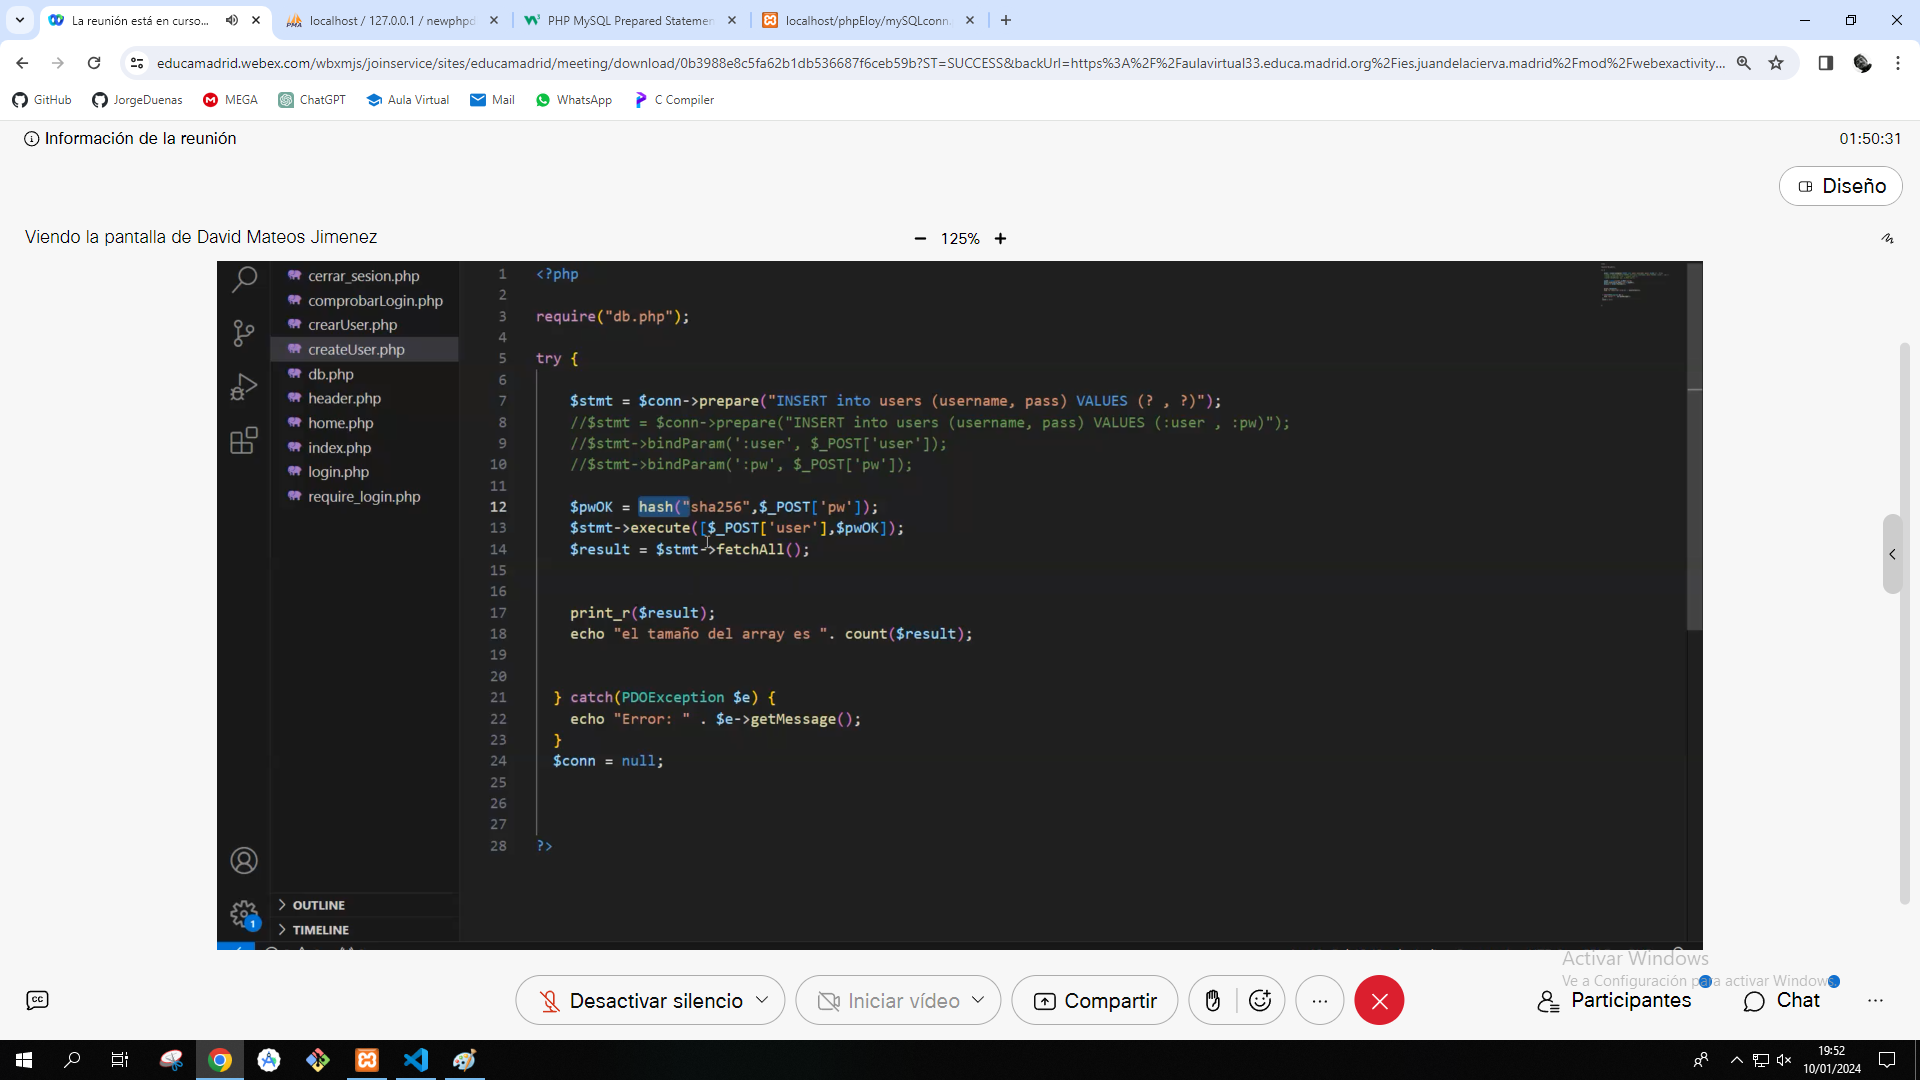 La reunión está en curso...
localhost / 127.0.0.1 / newphpd
PHP MySQL Prepared Statemen
localhost/phpEloy/mySQLconn.
educamadrid.webex.com/wbxmjs/joinservice/sites/educamadrid/meeting/download/0b3988e8c5fa62b1db536687f6ceb59b?ST=SUCCESS&backUrl=https%3A%2F%2Faulavirtual33.educa.madrid.org%2Fies.juandelacierva.madrid%2Fmod%2Fwebexactivity...
GitHub
JorgeDuenas
MEGA
ChatGPT
Aula Virtual
Mail
WhatsApp
C Compiler
Información de la reunión
01:50:31
Diseño
Viendo la pantalla de David Mateos Jimenez
125%
cerrar_sesion.php
comprobarLogin.php
crearUser.php
createUser.php
db.php
header.php
home.php
index.php
login.php
require_login.php
OUTLINE
TIMELINE
1
1 <?php
2
3 require("db.php");
4
5 try {
6
7 $stmt = $conn->prepare("INSERT into users (username, pass) VALUES (? , ?)");
8 //$stmt = $conn->prepare("INSERT into users (username, pass) VALUES (:user , :pw)");
9 //$stmt->bindParam(':user', $_POST['user']);
10 //$stmt->bindParam(':pw', $_POST['pw']);
11
12 $pwOK = hash("sha256",$_POST['pw']);
13 $stmt->execute([$_POST['user'],$pwOK]);
14 $result = $stmt->fetchAll();
15
16
17 print_r($result);
18 echo "el tamaño del array es ". count($result);
19
20
21 } catch(PDOException $e) {
22 echo "Error: " . $e->getMessage();
23 }
24 $conn = null;
25
26
27
28 ?>
Activar Windows
Ve a Configuración para activar Windows.
Desactivar silencio
Iniciar vídeo
Compartir
Participantes
Chat
19:52
10/01/2024